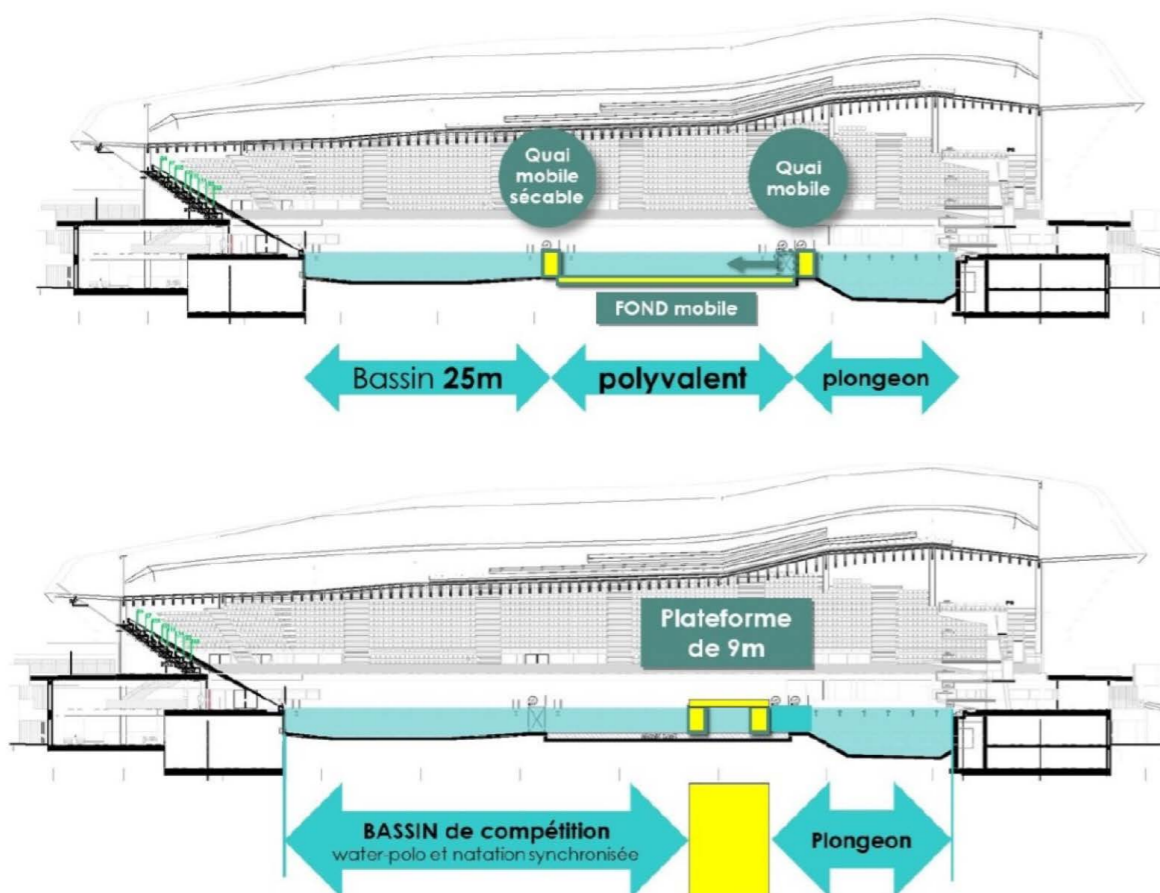 Quai
mobile
sécable
Quai
mobile
FOND mobile
Bassin 25m
polyvalent
plongeon
Plateforme
de 9m
BASSIN de compétition
water-polo et natation synchronisée
Plongeon